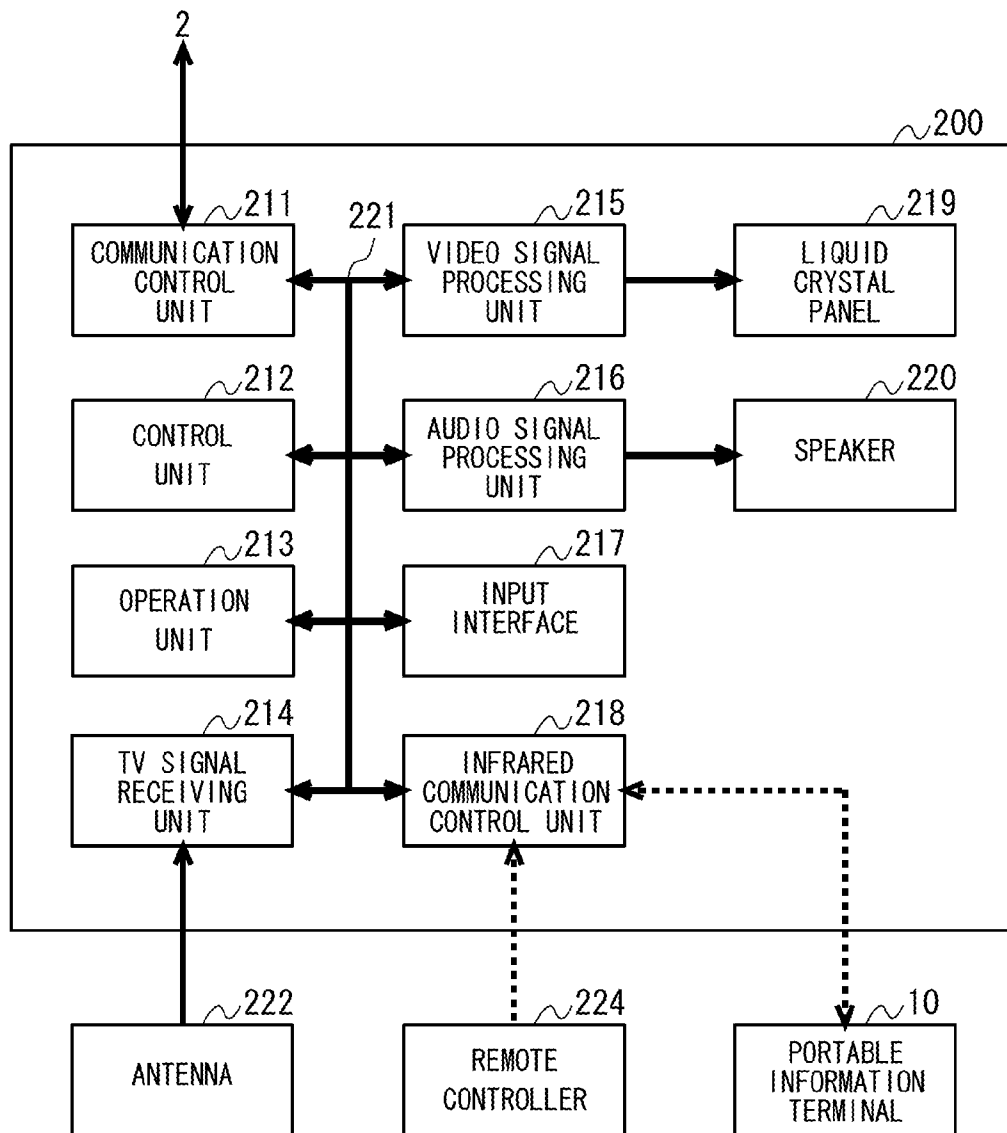 2
200
211
COMMUNICATION
CONTROL
UNIT
221
215
VIDEO SIGNAL
PROCESSING
UNIT
219
LIQUID
CRYSTAL
PANEL
212
CONTROL
UNIT
216
AUDIO SIGNAL
PROCESSING
UNIT
220
SPEAKER
213
OPERATION
UNIT
217
INPUT
INTERFACE
214
TV SIGNAL
RECEIVING
UNIT
218
INFRARED
COMMUNICATION
CONTROL UNIT
222
ANTENNA
224
REMOTE
CONTROLLER
10
PORTABLE
INFORMATION
TERMINAL